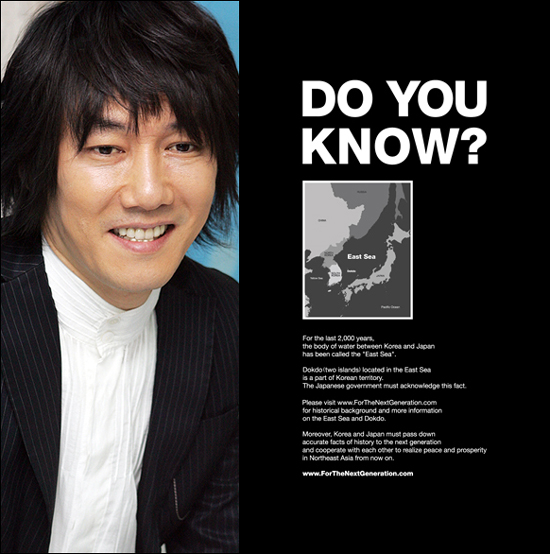 DO YOU
KNOW?
East Sea
Pacific Ocean
For the last 2,000 years,
the body of water between Korea and Japan
has been called the "East Sea".
Dokdo(two islands) located in the East Sea
is a part of Korean territory.
The Japanese government must acknowledge this fact.
Please visit www.ForTheNextGeneration.com
for historical background and more information
on the East Sea and Dokdo.
Moreover, Korea and Japan must pass down
accurate facts of history to the next generation
and cooperate with each other to realize peace and prosperity
in Northeast Asia from now on.
www.ForTheNextGeneration.com